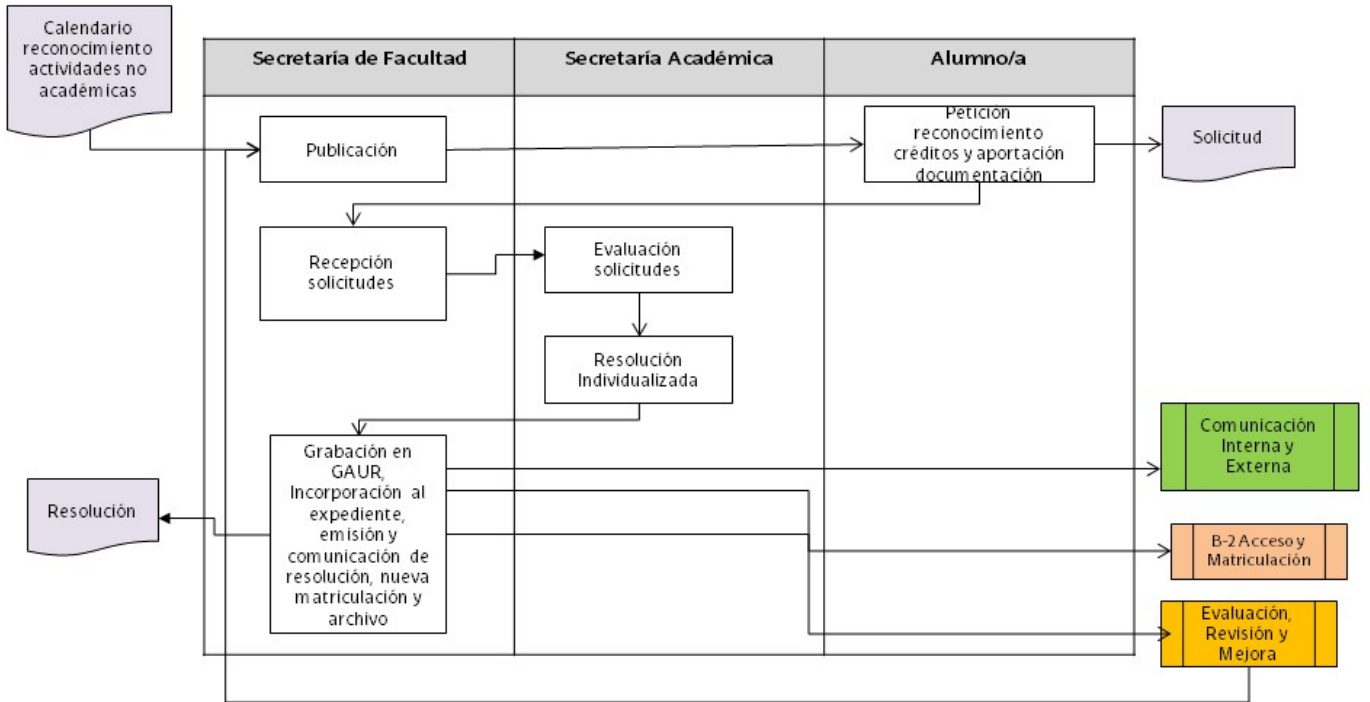 Calendario
reconocimiento
actividades no
académicas
Secretaría de Facultad
Secretaría Académica
Alumno/a
Publicación
Petición
reconocimiento
créditos y aportación
documentación
Solicitud
Recepción
solicitudes
Evaluación
solicitudes
Resolución
Individualizada
Grabación en
GAUR,
Incorporación al
expediente,
emisión y
comunicación de
resolución, nueva
matriculación y
archivo
Resolución
Comunicación
Interna y
Externa
B-2 Acceso y
Matriculación
Evaluación,
Revisión y
Mejora